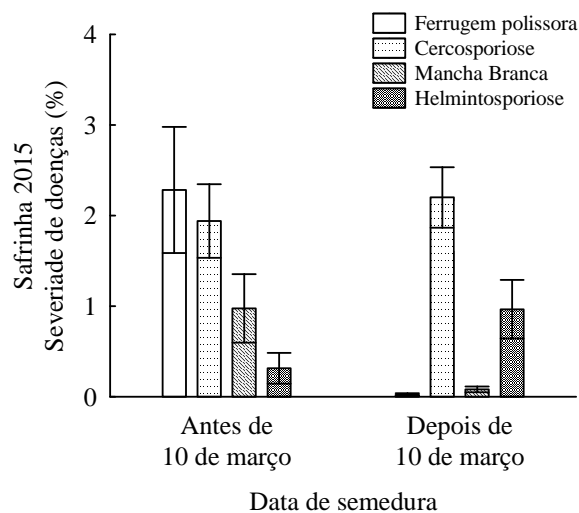 Ferrugem polissora
Cercosporiose
Mancha Branca
Helmintosporiose
Safrinha 2015
Severiade de doenças (%)
4
3
2
1
0
Antes de
10 de março
Depois de
10 de março
Data de semedura